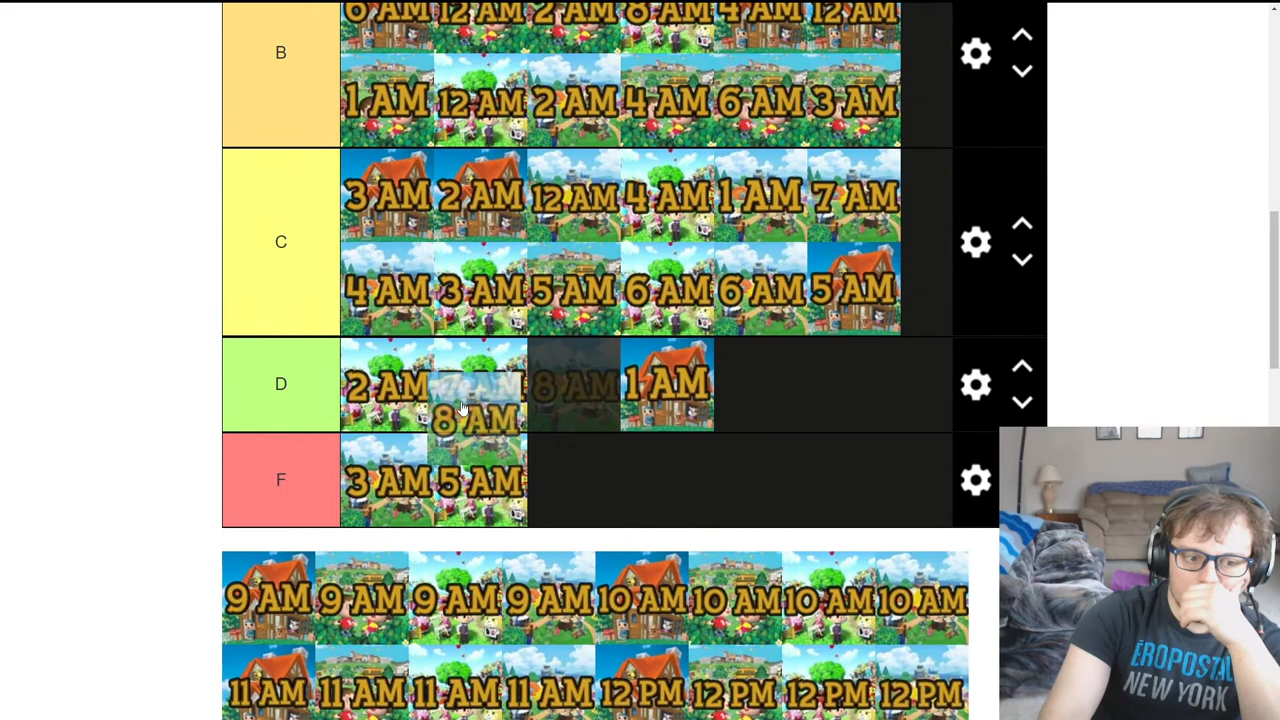 B
6 AM 12 AM 2 AM 8 AM 4 AM 12 AM
1 AM 12 AM 2 AM 4 AM 6 AM 3 AM
C
3 AM 2 AM 12 AM 4 AM 1 AM 7 AM
4 AM 3 AM 5 AM 6 AM 6 AM 5 AM
D
2 AM 8 AM 1 AM
8 AM
F
3 AM 5 AM
9 AM 9 AM 9 AM 9 AM 10 AM 10 AM 10 AM 10 AM
11 AM 11 AM 11 AM 11 AM 12 PM 12 PM 12 PM 12 PM
NEW YORK